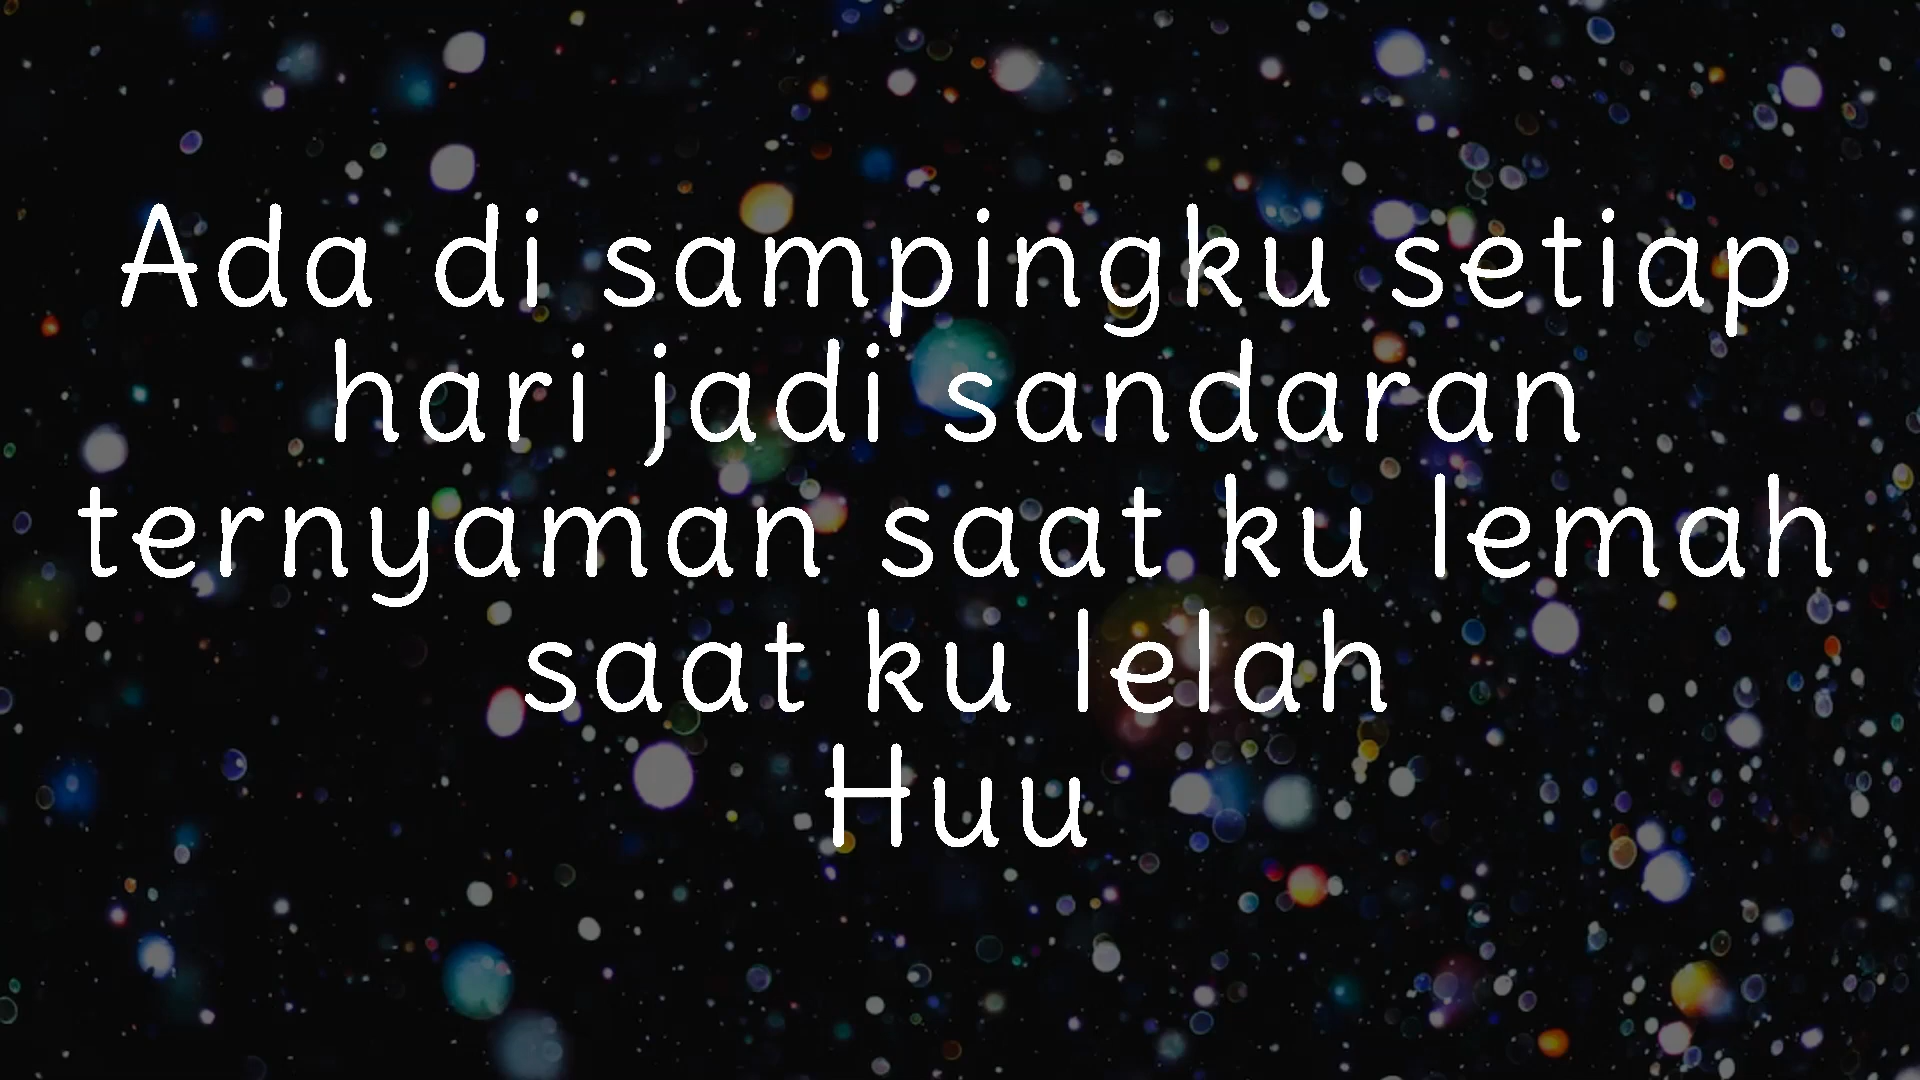 Ada di sampingku setiap
hari jadi sandaran
ternyaman saat ku lemah
saat ku lelah
Huu